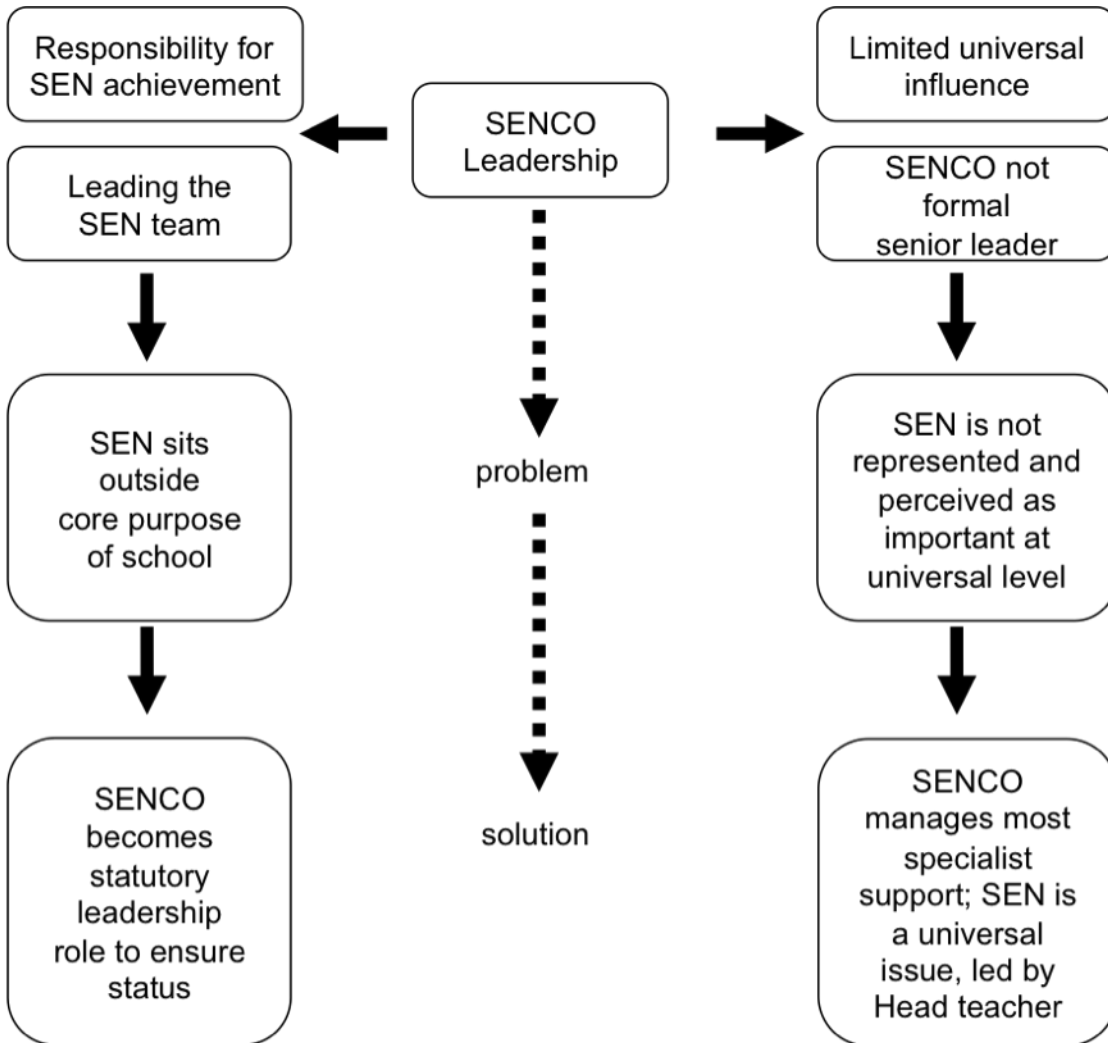 Responsibility for
SEN achievement
Leading the
SEN team
SEN sits
outside
core purpose
of school
SENCO
becomes
statutory
leadership
role to ensure
status
SENCO
Leadership
problem
solution
Limited universal
influence
SENCO not
formal
senior leader
SEN is not
represented and
perceived as
important at
universal level
SENCO
manages most
specialist
support; SEN is
a universal
issue, led by
Head teacher